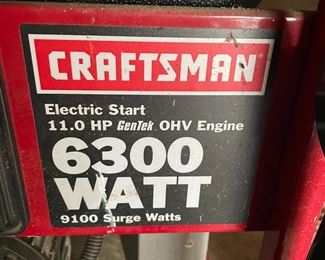 CRAFTSMAN
Electric Start
11.0 HP GenTek OHV Engine
6300
WATT
9100 Surge Watts